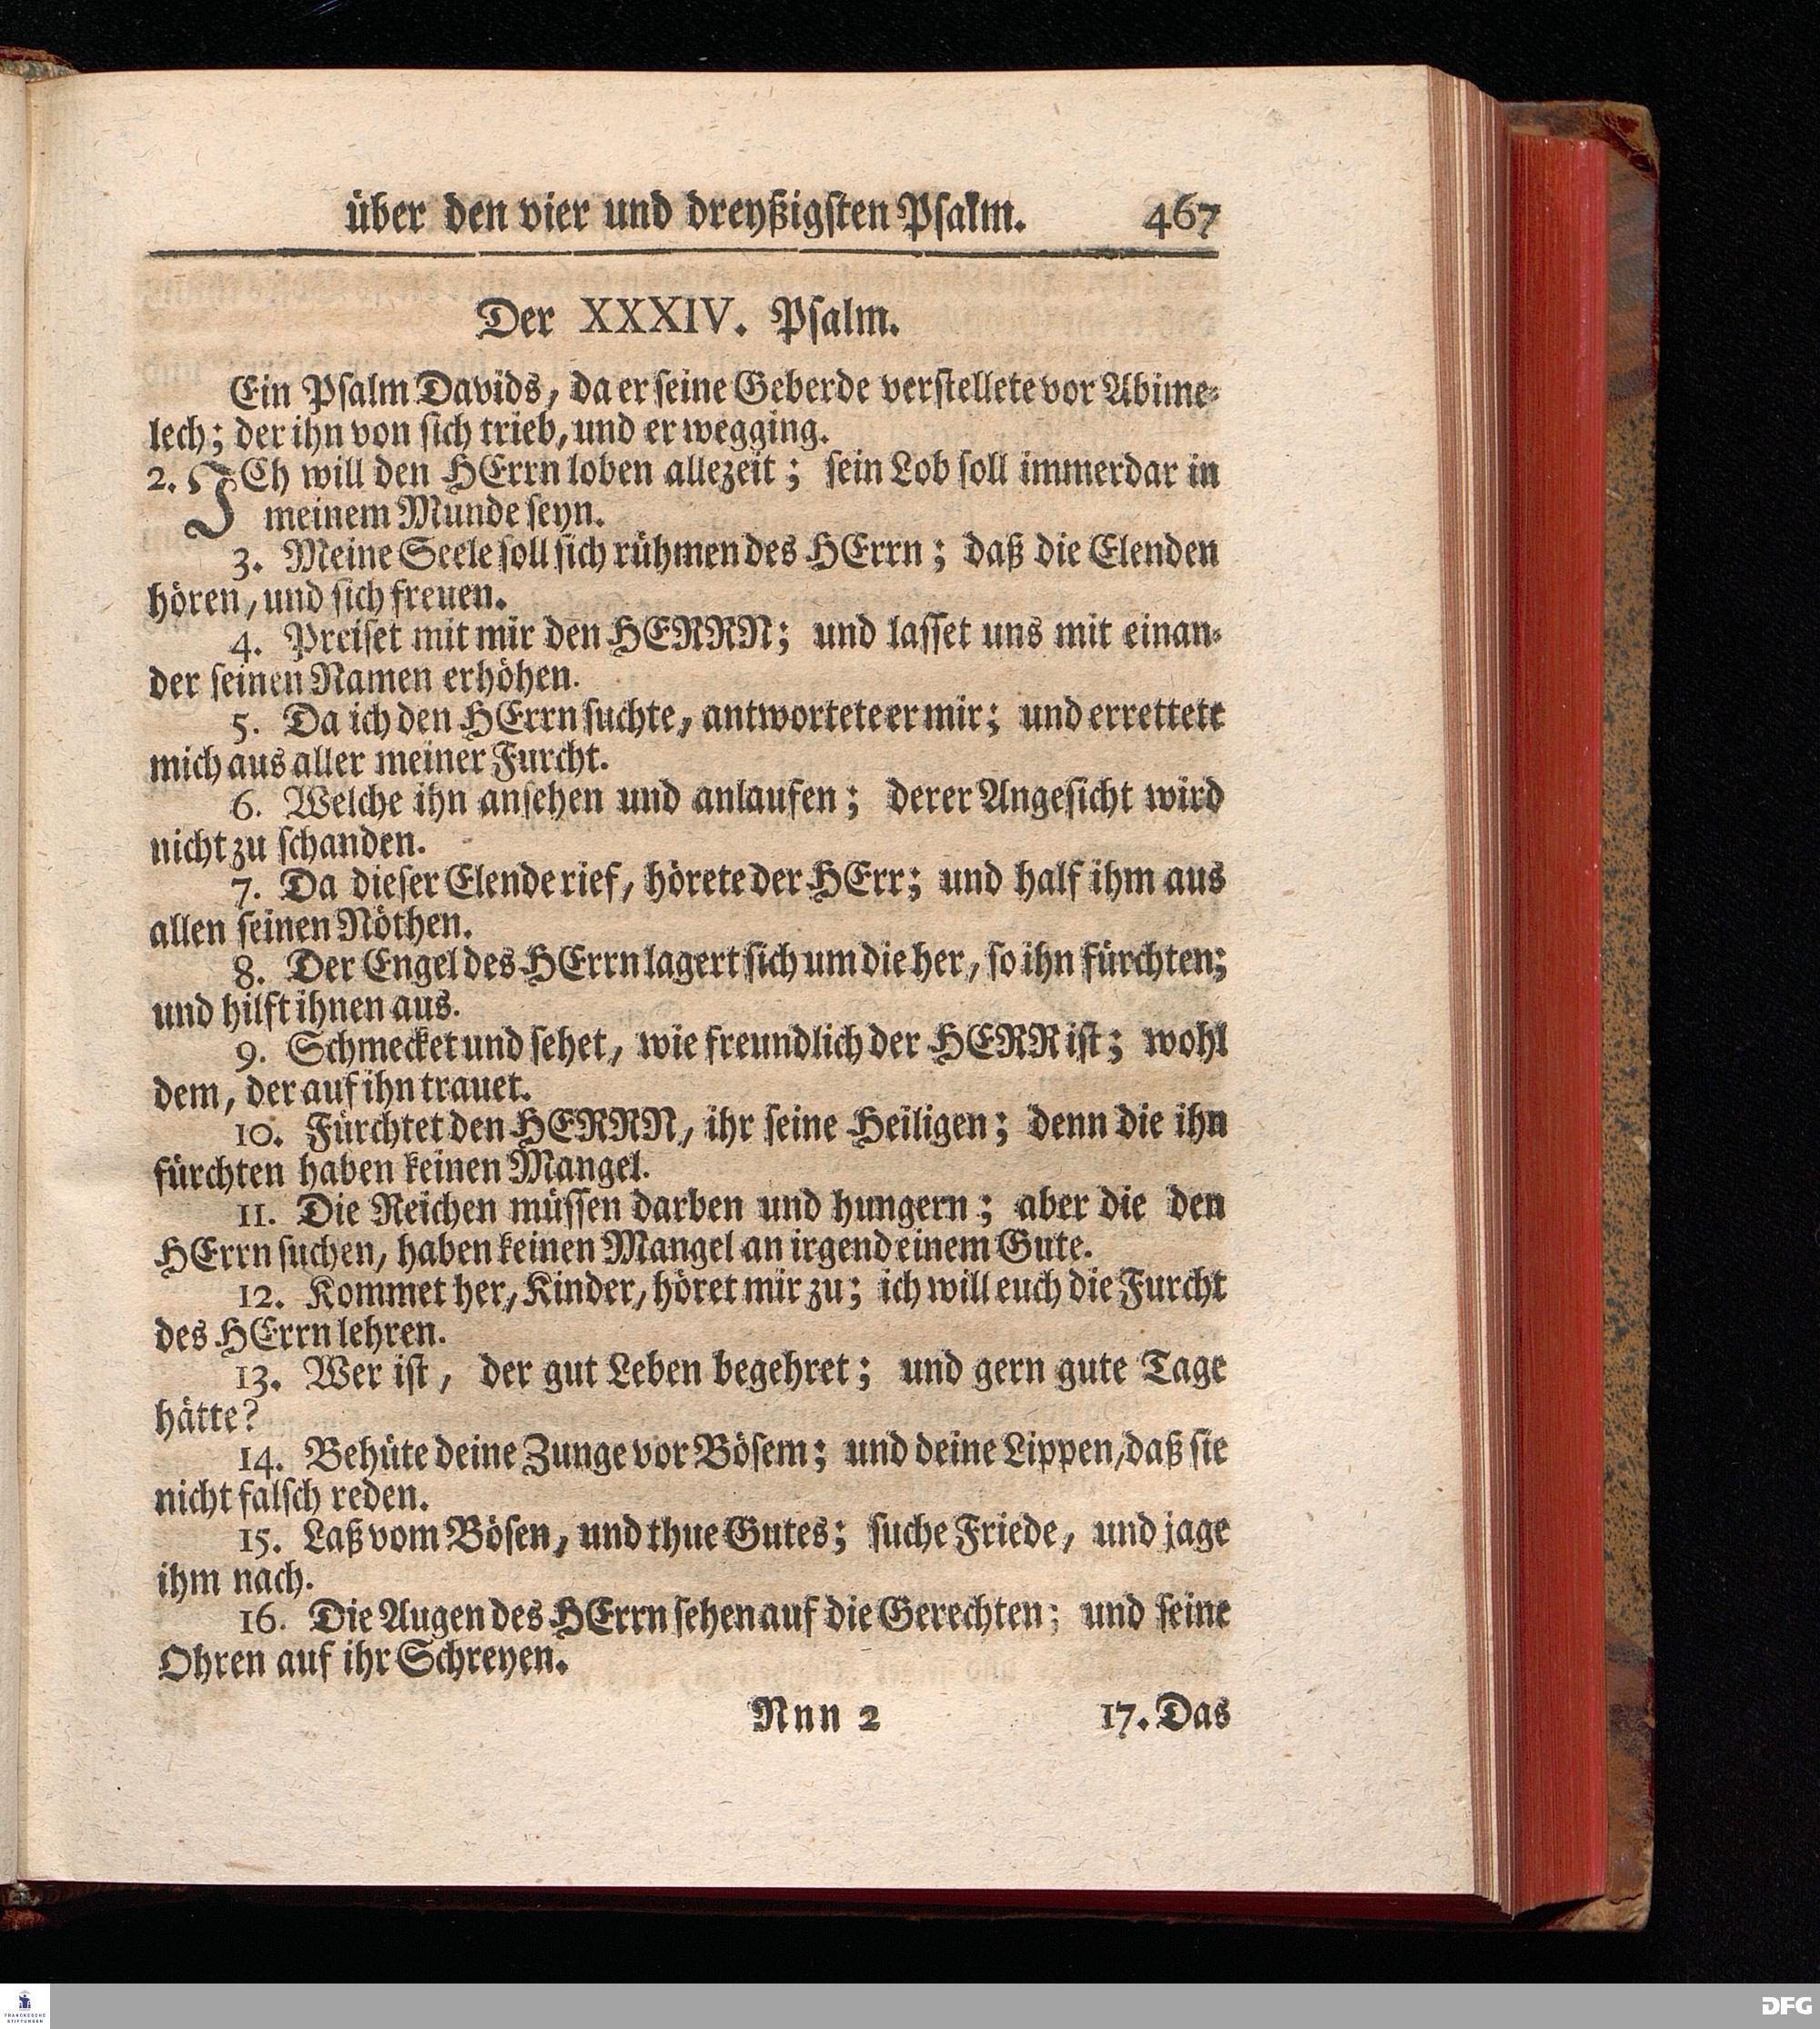 über den vier und dreyßigsten Psalm. 467
Der XXXIV. Psalm.
Ein Psalm Davids, da er seine Geberde verstellete vor Abime-
lech; der ihn von sich trieb, und er wegging.
2. JCh will den HErrn loben allezeit; sein Lob soll immerdar in
meinem Munde seyn.
3. Meine Seele soll sich rühmen des HErrn; daß die Elenden
hören, und sich freuen.
4. Preiset mit mir den HERRN; und lasset uns mit einan-
der seinen Namen erhöhen.
5. Da ich den HErrn suchte, antwortete er mir; und errettete
mich aus aller meiner Furcht.
6. Welche ihn ansehen und anlaufen; derer Angesicht wird
nicht zu schanden.
7. Da dieser Elende rief, hörete der HErr; und half ihm aus
allen seinen Nöthen.
8. Der Engel des HErrn lagert sich um die her, so ihn fürchten;
und hilft ihnen aus.
9. Schmecket und sehet, wie freundlich der HERR ist; wohl
dem, der auf ihn trauet.
10. Fürchtet den HERRN, ihr seine Heiligen; denn die ihn
fürchten haben keinen Mangel.
11. Die Reichen müssen darben und hungern; aber die den
HErrn suchen, haben keinen Mangel an irgend einem Gute.
12. Kommet her, Kinder, höret mir zu; ich will euch die Furcht
des HErrn lehren.
13. Wer ist, der gut Leben begehret; und gern gute Tage
hätte?
14. Behüte deine Zunge vor Bösem; und deine Lippen, daß sie
nicht falsch reden.
15. Laß vom Bösen, und thue Gutes; suche Friede, und jage
ihm nach.
16. Die Augen des HErrn sehen auf die Gerechten; und seine
Ohren auf ihr Schreyen.
Nnn 2 17. Das
FRANCKESCHE
STIFTUNGEN
DFG